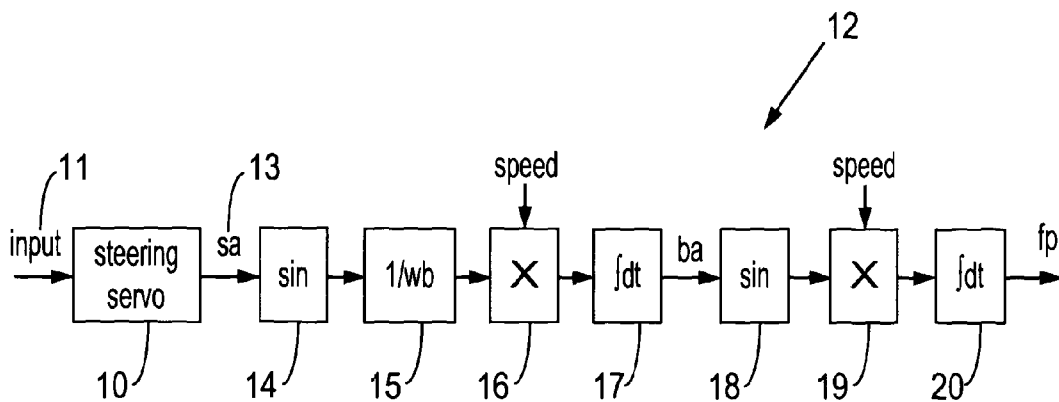 12
11
13
speed
speed
input
sa
ba
fp
steering
servo
sin
1/wb
X
∫dt
sin
X
∫dt
10
14
15
16
17
18
19
20